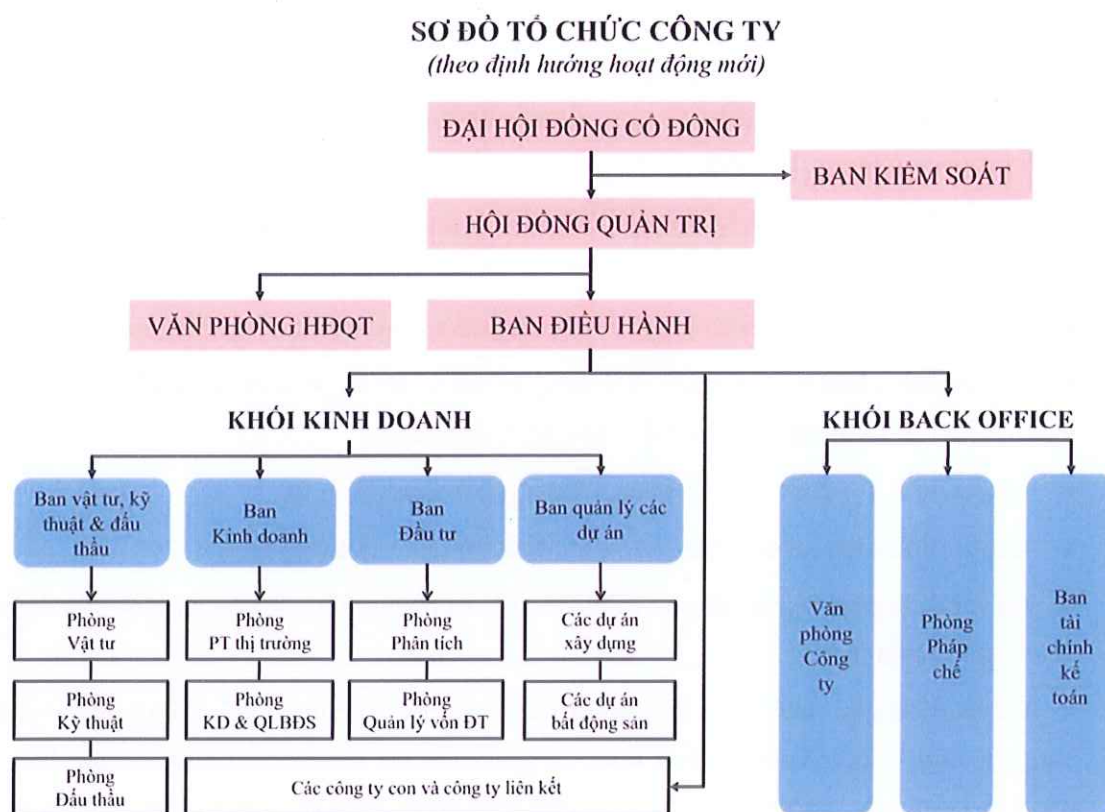 SƠ ĐỒ TỔ CHỨC CÔNG TY
(theo định hướng hoạt động mới)
ĐẠI HỘI ĐỒNG CỔ ĐÔNG
BAN KIỂM SOÁT
HỘI ĐỒNG QUẢN TRỊ
VĂN PHÒNG HĐQT
BAN ĐIỀU HÀNH
KHỐI KINH DOANH
KHỐI BACK OFFICE
Ban vật tư, kỹ
thuật & đấu
thầu
Ban
Kinh doanh
Ban
Đầu tư
Ban quản lý các
dự án
Phòng
Vật tư
Phòng
PT thị trường
Phòng
Phân tích
Các dự án
xây dựng
Phòng
Kỹ thuật
Phòng
KD & QLBĐS
Phòng
Quản lý vốn ĐT
Các dự án
bất động sản
Phòng
Đấu thầu
Các công ty con và công ty liên kết
Văn
phòng
Công
ty
Phòng
Pháp
chế
Ban
tài
chính
kế
toán